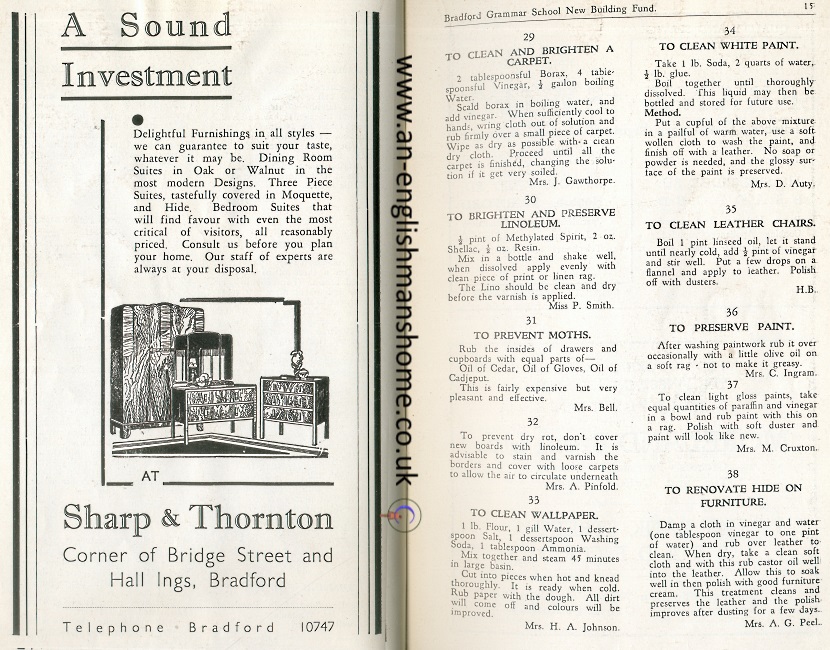 A Sound
Investment
Delightful Furnishings in all styles —
we can guarantee to suit your taste,
whatever it may be. Dining Room
Suites in Oak or Walnut in the
most modern Designs. Three Piece
Suites, tastefully covered in Moquette,
and Hide. Bedroom Suites that
will find favour with even the most
critical of visitors, all reasonably
priced. Consult us before you plan
your home. Our staff of experts are
always at your disposal.
AT
Sharp & Thornton
Corner of Bridge Street and
Hall Ings, Bradford
Telephone · Bradford 10747
www.an-englishmanshome.co.uk
Bradford Grammar School New Building Fund. 15
29
TO CLEAN AND BRIGHTEN A
CARPET.
2 tablespoonsful Borax, 4 table-
spoonsful Vinegar, ½ gallon boiling
Water.
Scald borax in boiling water, and
add vinegar. When sufficiently cool to
hands, wring cloth out of solution and
rub firmly over a small piece of carpet.
Wipe as dry as possible with a clean
dry cloth. Proceed until all the
carpet is finished, changing the solu-
tion if it get very soiled.
Mrs. J. Gawthorpe.
30
TO BRIGHTEN AND PRESERVE
LINOLEUM.
½ pint of Methylated Spirit, 2 oz.
Shellac, ½ oz. Resin.
Mix in a bottle and shake well,
when dissolved apply evenly with
clean piece of print or linen rag.
The Lino should be clean and dry
before the varnish is applied.
Miss P. Smith.
31
TO PREVENT MOTHS.
Rub the insides of drawers and
cupboards with equal parts of—
Oil of Cedar, Oil of Gloves, Oil of
Cadjeput.
This is fairly expensive but very
pleasant and effective.
Mrs. Bell.
32
To prevent dry rot, don't cover
new boards with linoleum. It is
advisable to stain and varnish the
borders and cover with loose carpets
to allow the air to circulate underneath
Mrs. A. Pinfold.
33
TO CLEAN WALLPAPER.
1 lb. Flour, 1 gill Water, 1 dessert-
spoon Salt, 1 dessertspoon Washing
Soda, 1 tablespoon Ammonia.
Mix together and steam 45 minutes
in large basin.
Cut into pieces when hot and knead
thoroughly. It is ready when cold.
Rub paper with the dough. All dirt
will come off and colours will be
improved.
Mrs. H. A. Johnson.
34
TO CLEAN WHITE PAINT.
Take 1 lb. Soda, 2 quarts of water,
½ lb. glue.
Boil together until thoroughly
dissolved. This liquid may then be
bottled and stored for future use.
Method.
Put a cupful of the above mixture
in a pailful of warm water, use a soft
wollen cloth to wash the paint, and
finish off with a leather. No soap or
powder is needed, and the glossy sur-
face of the paint is preserved.
Mrs. D. Auty.
35
TO CLEAN LEATHER CHAIRS.
Boil 1 pint linseed oil, let it stand
until nearly cold, add ½ pint of vinegar
and stir well. Put a few drops on a
flannel and apply to leather. Polish
off with dusters.
H.B.
36
TO PRESERVE PAINT.
After washing paintwork rub it over
occasionally with a little olive oil on
a soft rag - not to make it greasy.
Mrs. C. Ingram.
37
To clean light gloss paints, take
equal quantities of paraffin and vinegar
in a bowl and rub paint with this on
a rag. Polish with soft duster and
paint will look like new.
Mrs. M. Cruxton.
38
TO RENOVATE HIDE ON
FURNITURE.
Damp a cloth in vinegar and water
(one tablespoon vinegar to one pint
of water) and rub over leather to
clean. When dry, take a clean soft
cloth and with this rub castor oil well
into the leather. Allow this to soak
well in then polish with good furniture
cream. This treatment cleans and
preserves the leather and the polish
improves after dusting for a few days.
Mrs. A. G. Peel.